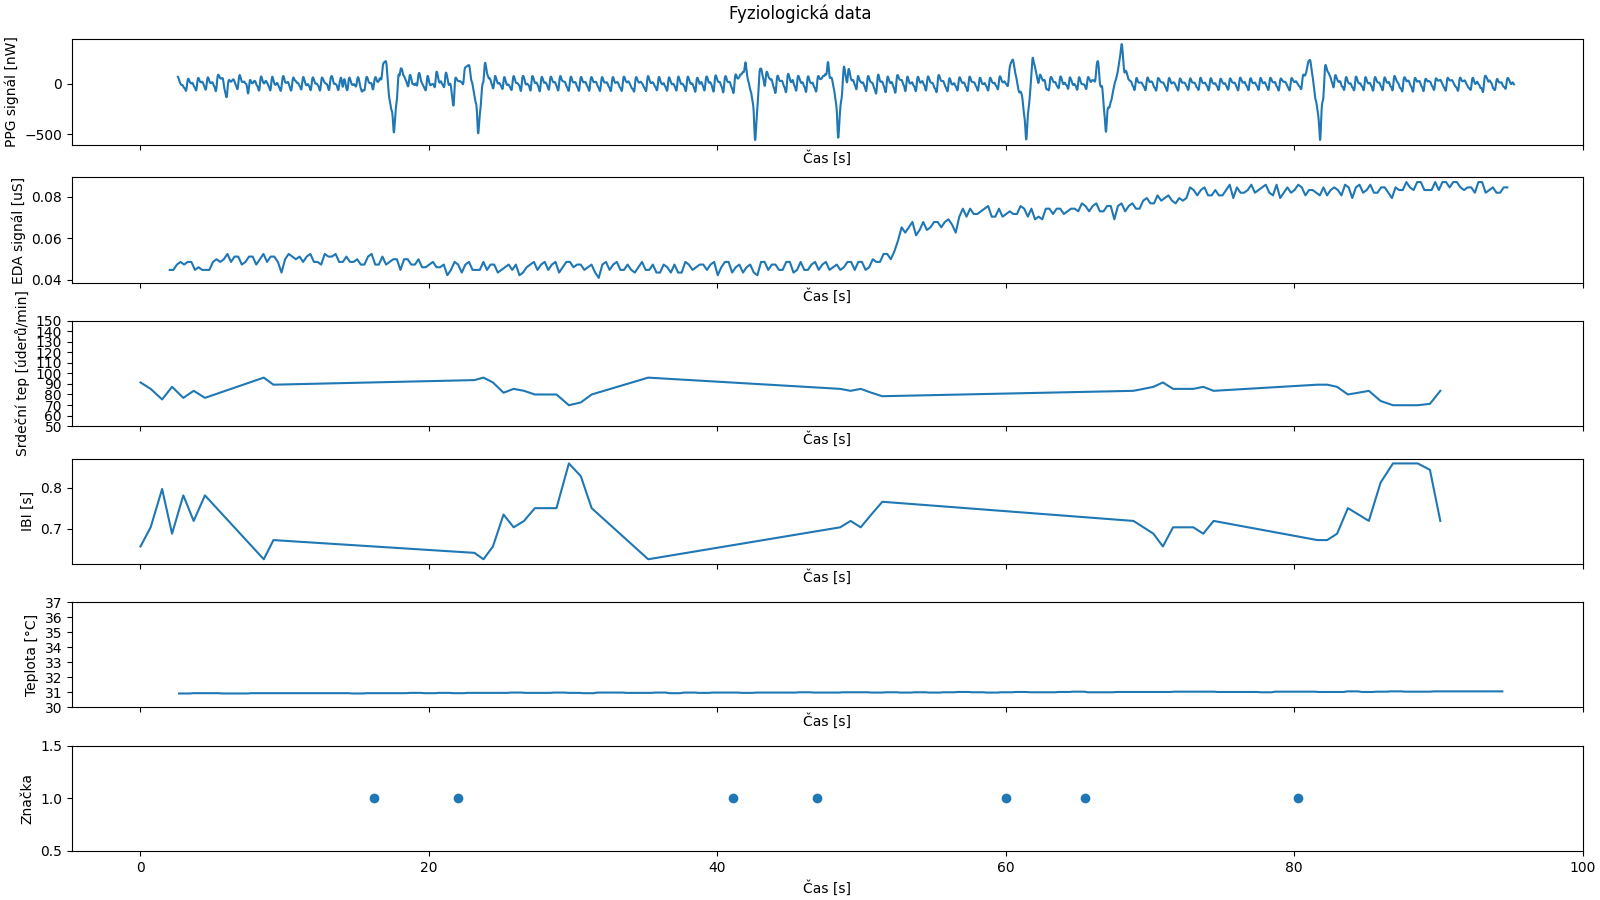 Fyziologická data
PPG signál [nW]
0
−500
Čas [s]
EDA signál [uS]
0.08
0.06
0.04
Čas [s]
Srdeční tep [úderů/min]
150
140
130
120
110
100
90
80
70
60
50
Čas [s]
IBI [s]
0.8
0.7
Čas [s]
Teplota [°C]
37
36
35
34
33
32
31
30
Čas [s]
Značka
1.5
1.0
0.5
0 20 40 60 80 100
Čas [s]